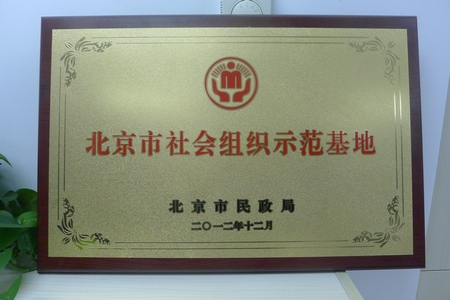 北京市社会组织示范基地
北京市民政局
二〇一二年十二月